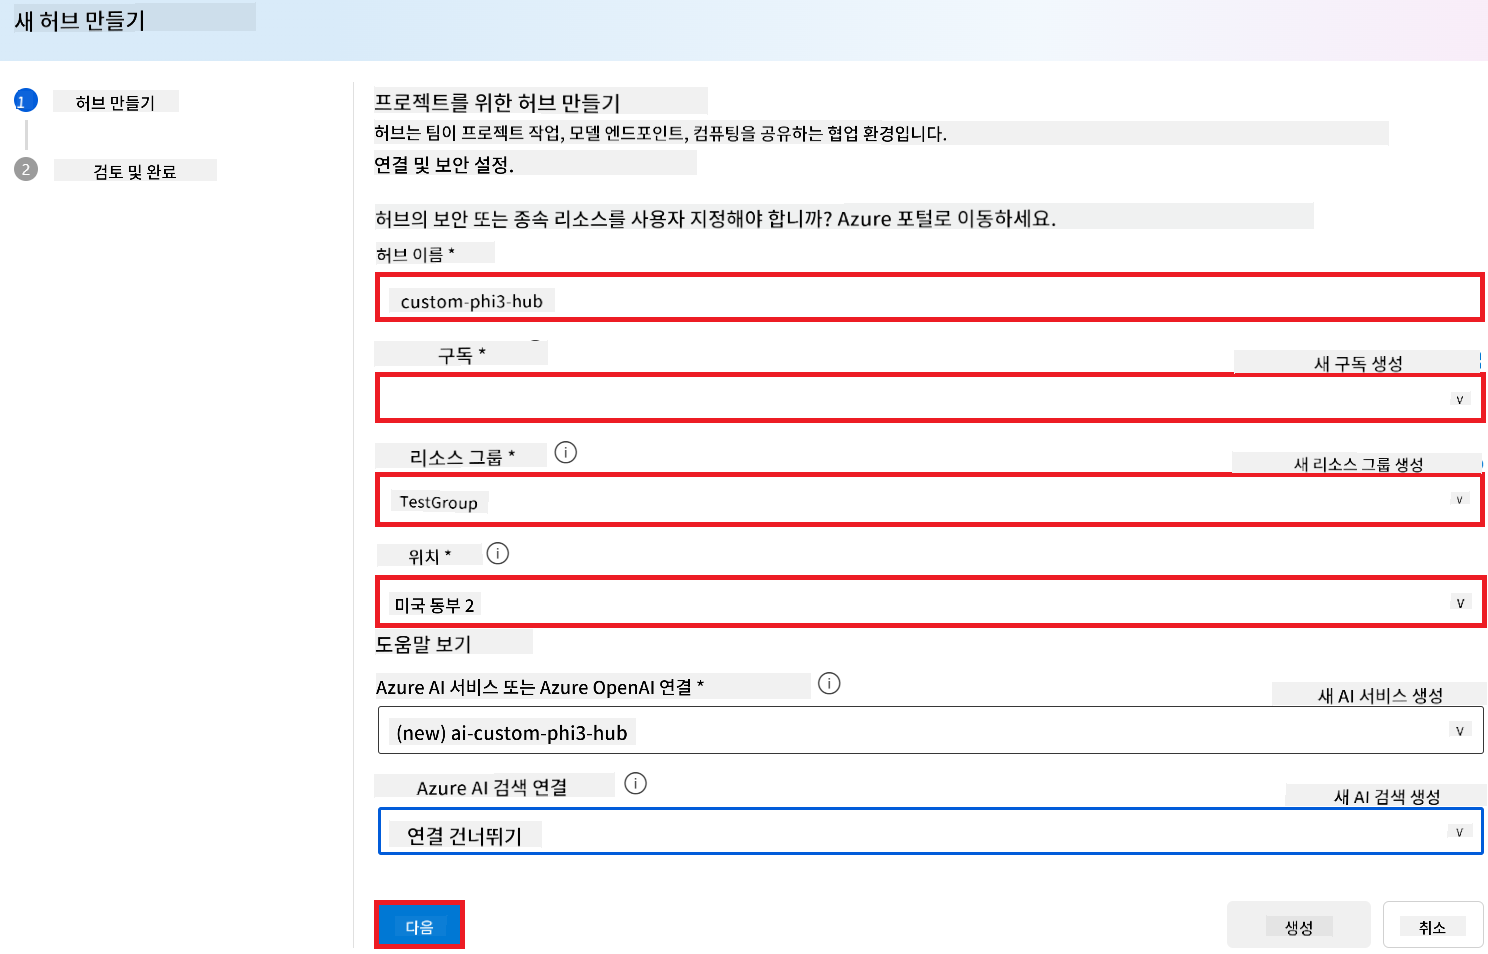 새 허브 만들기
1 허브 만들기
2 검토 및 완료
프로젝트를 위한 허브 만들기
허브는 팀이 프로젝트 작업, 모델 엔드포인트, 컴퓨팅을 공유하는 협업 환경입니다.
연결 및 보안 설정.
허브의 보안 또는 종속 리소스를 사용자 지정해야 합니까? Azure 포털로 이동하세요.
허브 이름 *
custom-phi3-hub
구독 *
새 구독 생성
리소스 그룹 *
새 리소스 그룹 생성
TestGroup
위치 *
미국 동부 2
도움말 보기
Azure AI 서비스 또는 Azure OpenAI 연결 *
새 AI 서비스 생성
(new) ai-custom-phi3-hub
Azure AI 검색 연결
새 AI 검색 생성
연결 건너뛰기
다음
생성
취소